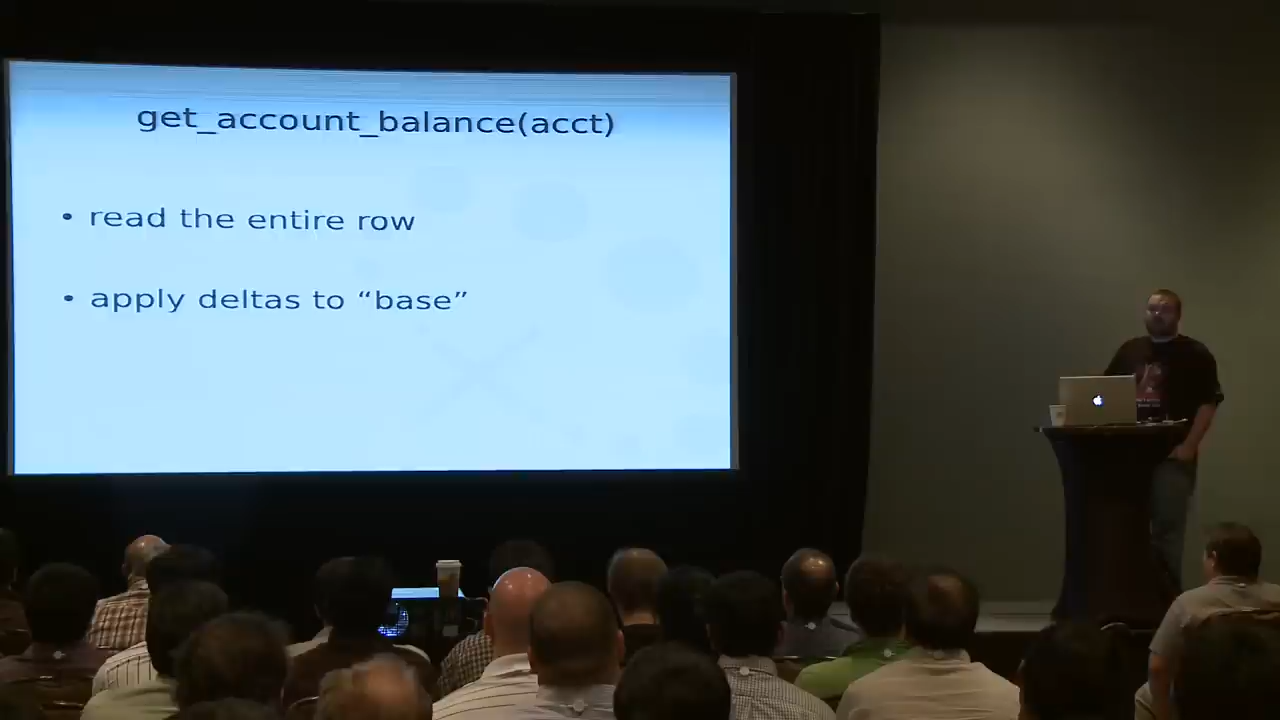 get_account_balance(acct)
• read the entire row
• apply deltas to “base”